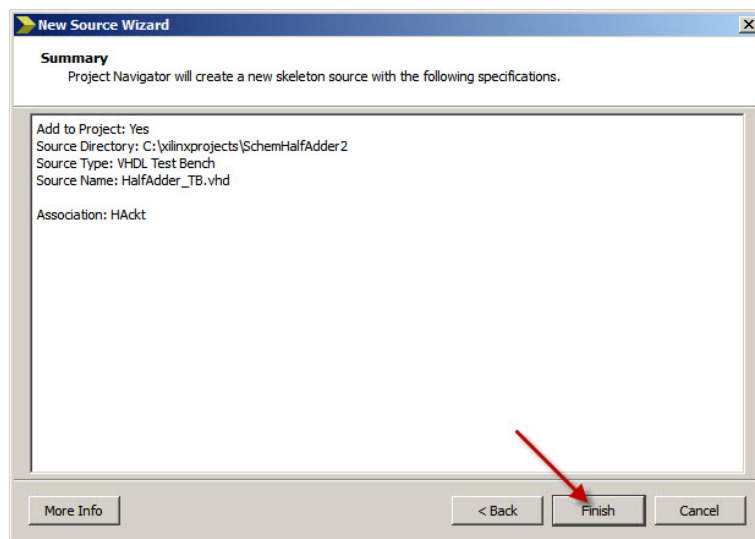 New Source Wizard
Summary
Project Navigator will create a new skeleton source with the following specifications.
Add to Project: Yes
Source Directory: C:\xilinxprojects\SchemHalfAdder2
Source Type: VHDL Test Bench
Source Name: HalfAdder_TB.vhd
Association: HAckt
More Info
< Back
Finish
Cancel